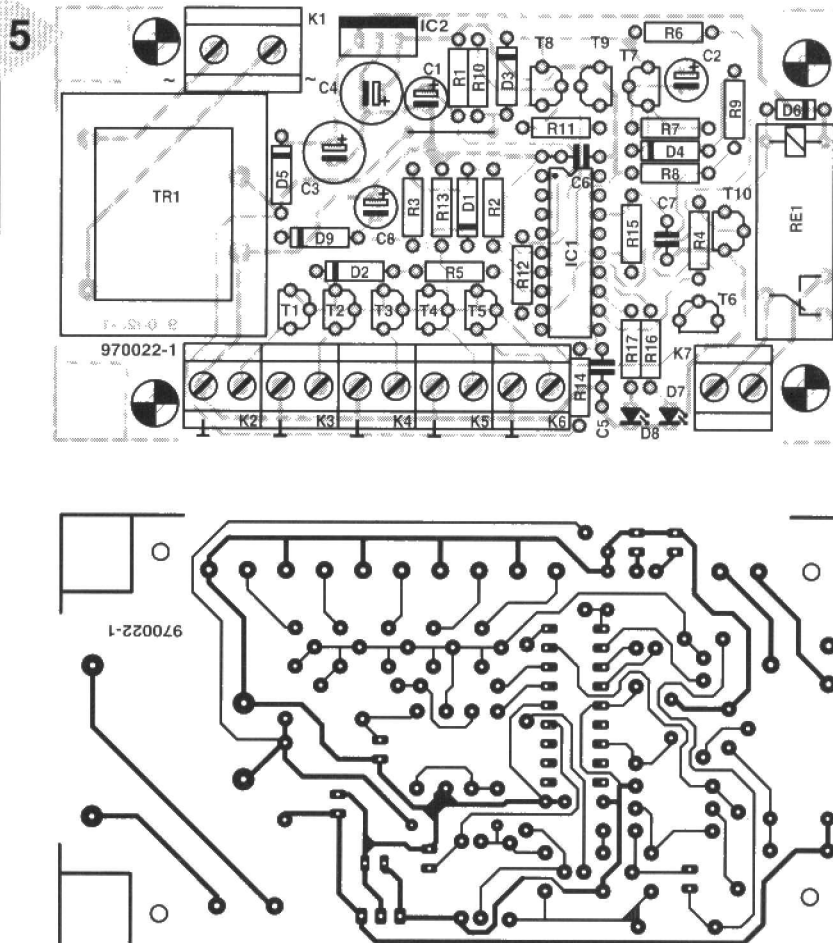 5
K1
IC2
T8
T9
R6
T7
C2
C4
C1
R1
R10
D3
R9
D6
~
~
R11
R7
D4
R8
TR1
D5
C3
C6
R3
R13
D1
R2
C7
T10
C8
R15
R4
RE1
D9
IC1
R12
D2
R5
T1
T2
T3
T4
T5
T6
970022-1
R17
R16
K7
R14
D7
K2
K3
K4
K5
K6
C5
D8
970022-1